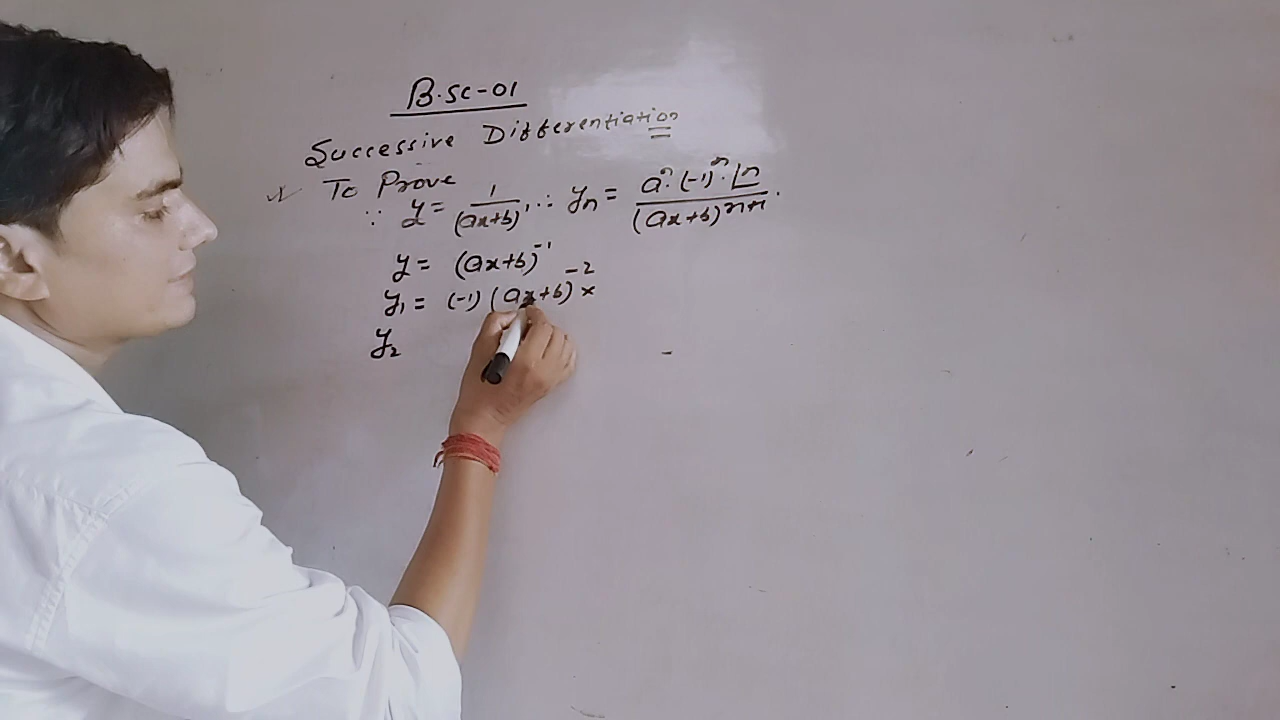 B.Sc-01
Successive Differentiation
To Prove
∵ y = 1/(ax+b), ∴ yn = aⁿ·(-1)ⁿ·⌊n/(ax+b)ⁿ⁺¹.
y = (ax+b)⁻¹
y₁ = (-1)(ax+b)⁻² ×
y₂